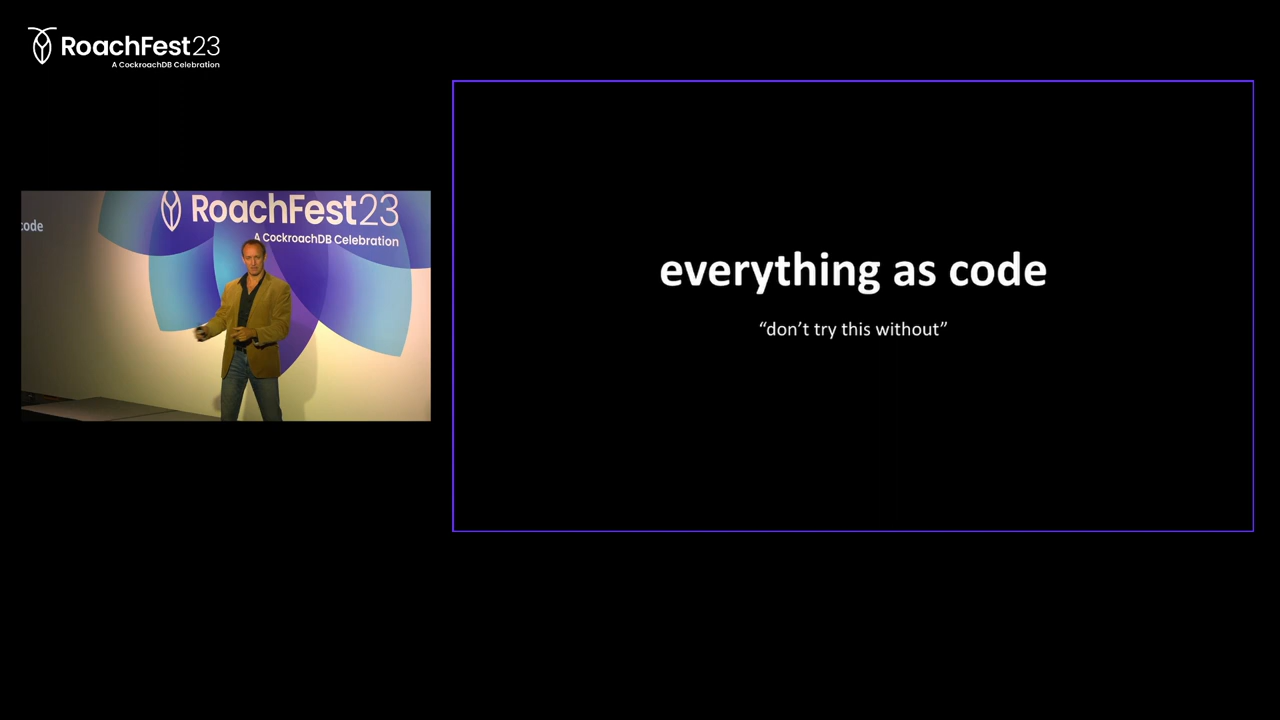 RoachFest23
A CockroachDB Celebration
code
RoachFest23
A CockroachDB Celebration
everything as code
“don’t try this without”